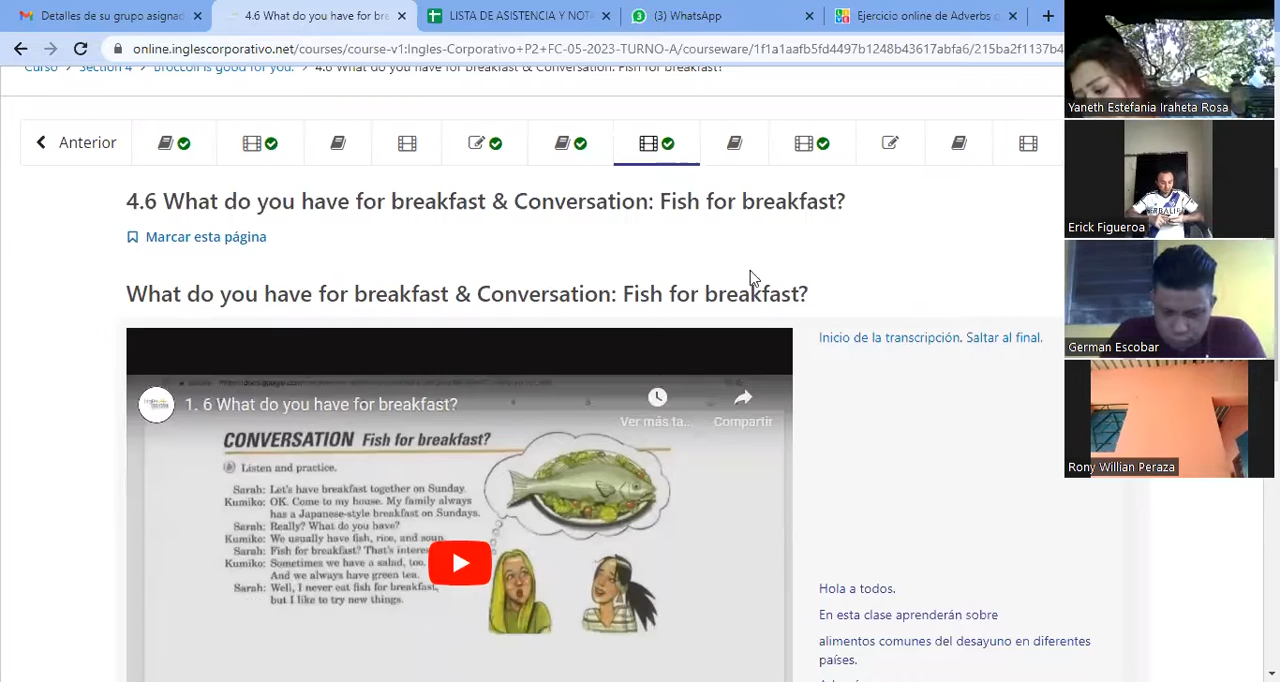 Detalles de su grupo asignad
4.6 What do you have for bre
LISTA DE ASISTENCIA Y NOTA
(3) WhatsApp
Ejercicio online de Adverbs o
online.inglescorporativo.net/courses/course-v1:Ingles-Corporativo+P2+FC-05-2023-TURNO-A/courseware/1f1a1aafb5fd4497b1248b43617abfa6/215ba2f1137b4
Curso
Section 4
Broccoli is good for you.
4.6 What do you have for breakfast & Conversation: Fish for breakfast?
Anterior
4.6 What do you have for breakfast & Conversation: Fish for breakfast?
Marcar esta página
What do you have for breakfast & Conversation: Fish for breakfast?
1. 6 What do you have for breakfast?
Ver más ta...
Compartir
CONVERSATION Fish for breakfast?
Listen and practice.
Sarah: Let's have breakfast together on Sunday.
Kumiko: OK. Come to my house. My family always
has a Japanese-style breakfast on Sundays.
Sarah: Really? What do you have?
Kumiko: We usually have fish, rice, and soup.
Sarah: Fish for breakfast? That's interes
Kumiko: Sometimes we have a salad, too.
And we always have green tea.
Sarah: Well, I never eat fish for breakfast,
but I like to try new things.
Inicio de la transcripción. Saltar al final.
Hola a todos.
En esta clase aprenderán sobre
alimentos comunes del desayuno en diferentes
países.
Yaneth Estefania Iraheta Rosa
Erick Figueroa
German Escobar
Rony Willian Peraza